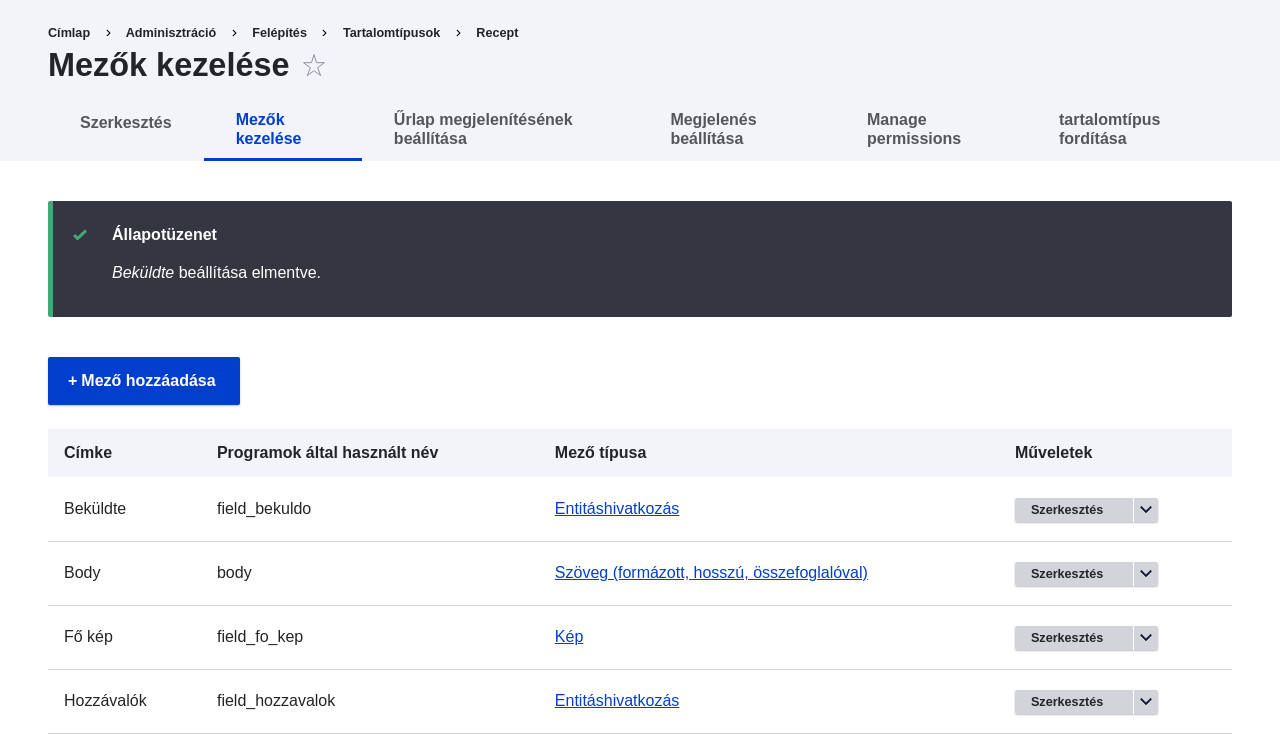 Címlap › Adminisztráció › Felépítés › Tartalomtípusok › Recept
Mezők kezelése ☆
Szerkesztés
Mezők
kezelése
Űrlap megjelenítésének
beállítása
Megjelenés
beállítása
Manage
permissions
tartalomtípus
fordítása
Állapotüzenet
Beküldte beállítása elmentve.
+ Mező hozzáadása
Címke Programok által használt név Mező típusa Műveletek
Beküldte field_bekuldo Entitáshivatkozás Szerkesztés
Body body Szöveg (formázott, hosszú, összefoglalóval) Szerkesztés
Fő kép field_fo_kep Kép Szerkesztés
Hozzávalók field_hozzavalok Entitáshivatkozás Szerkesztés